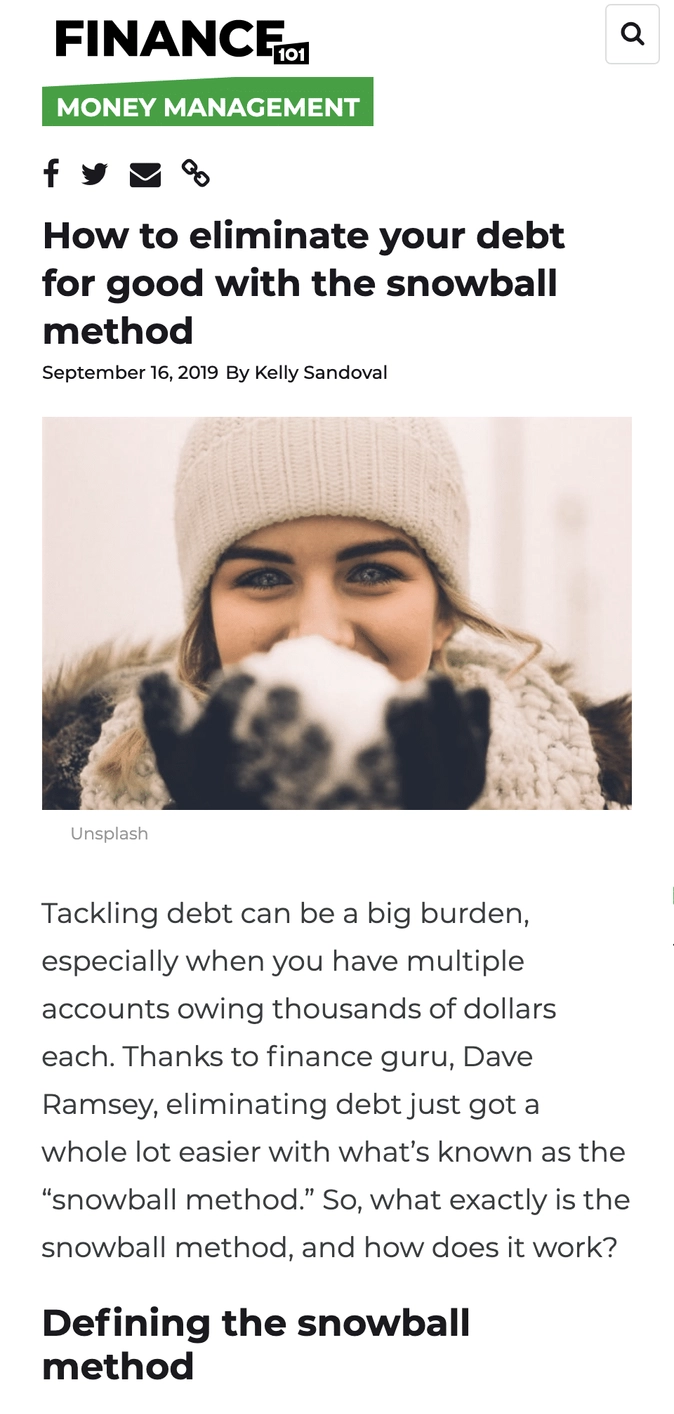 FINANCE
101
MONEY MANAGEMENT
How to eliminate your debt
for good with the snowball
method
September 16, 2019 By Kelly Sandoval
Unsplash
Tackling debt can be a big burden,
especially when you have multiple
accounts owing thousands of dollars
each. Thanks to finance guru, Dave
Ramsey, eliminating debt just got a
whole lot easier with what’s known as the
“snowball method.” So, what exactly is the
snowball method, and how does it work?
Defining the snowball
method